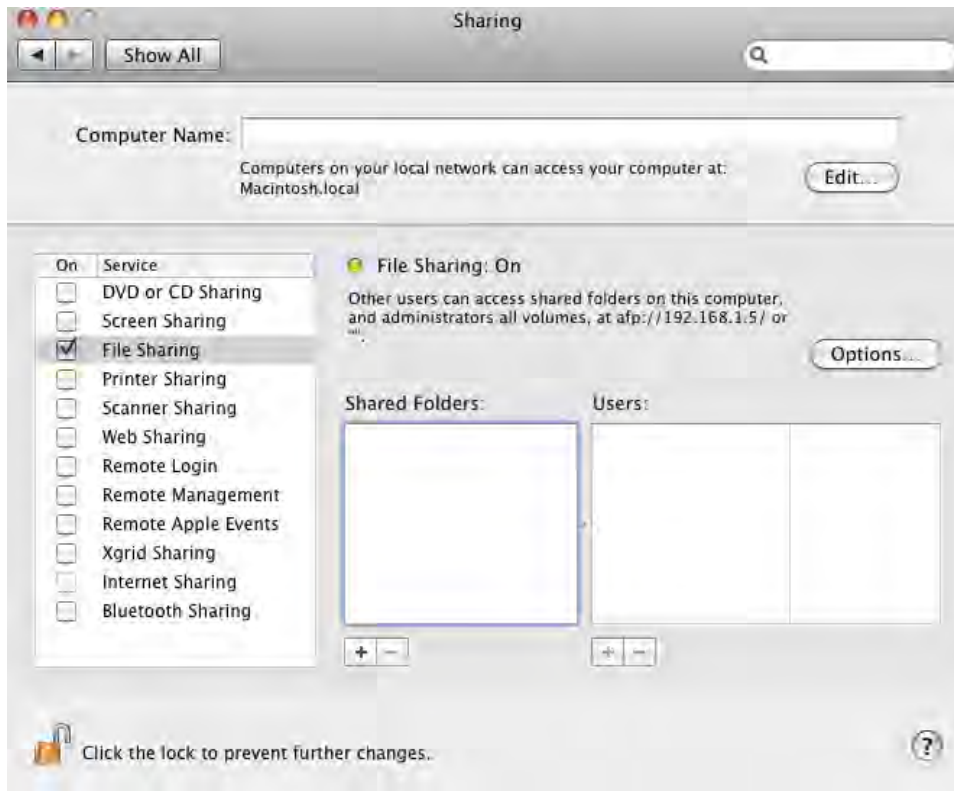 Sharing
Show All
Computer Name:
Computers on your local network can access your computer at:
Macintosh.local
Edit...
On Service
DVD or CD Sharing
Screen Sharing
File Sharing
Printer Sharing
Scanner Sharing
Web Sharing
Remote Login
Remote Management
Remote Apple Events
Xgrid Sharing
Internet Sharing
Bluetooth Sharing
File Sharing: On
Other users can access shared folders on this computer,
and administrators all volumes, at afp://192.168.1.5/ or
"".
Options...
Shared Folders:
Users:
+ −
+ −
Click the lock to prevent further changes.
?